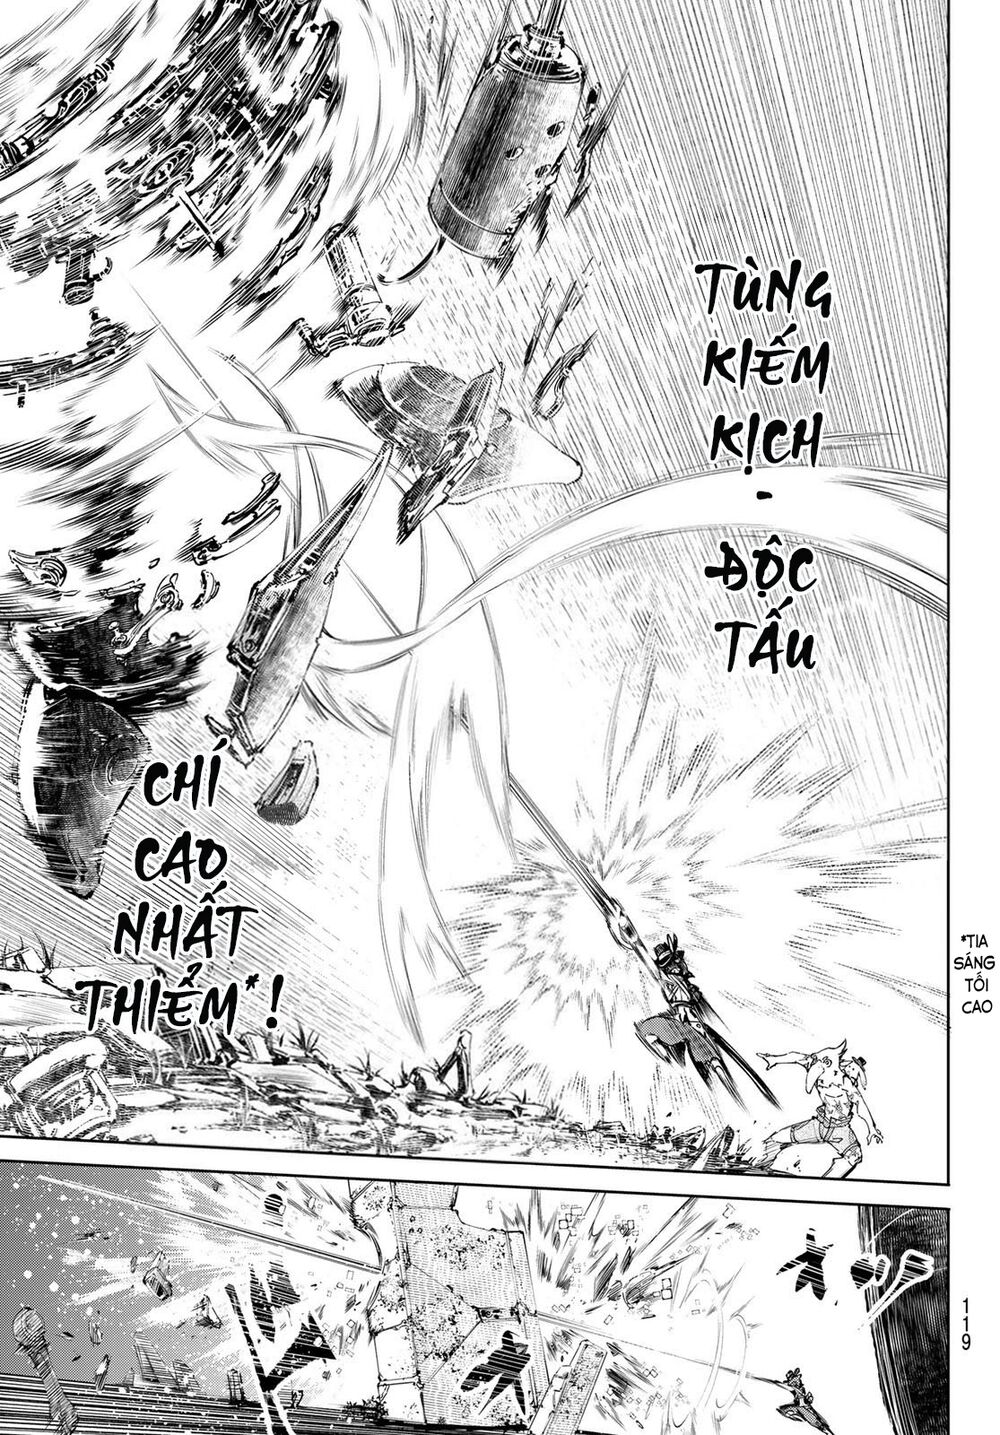 TÙNG
KIẾM
KỊCH
-
ĐỘC
TẤU
CHÍ
CAO
NHẤT
THIỂM*!
*TIA
SÁNG
TỐI
CAO
119